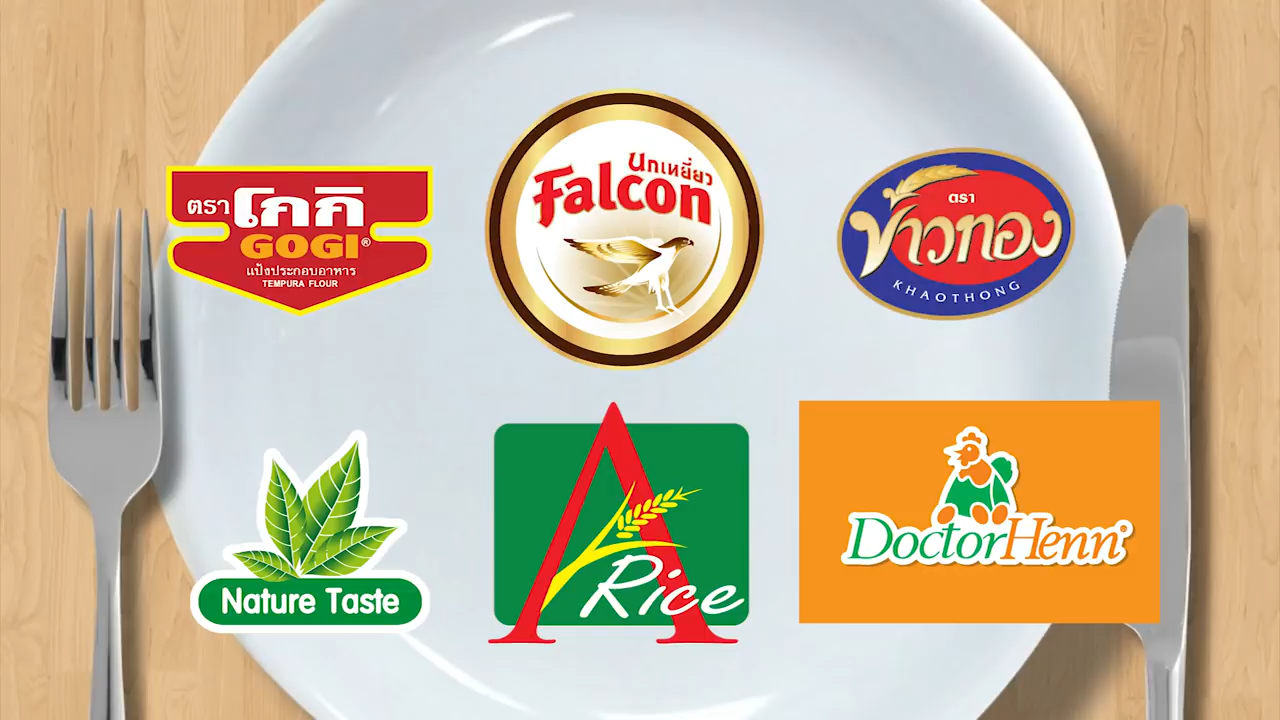 ตราโกกิ
GOGI®
แป้งประกอบอาหาร
TEMPURA FLOUR
นกเหยี่ยว
Falcon
ตรา
ข้าวทอง
KHAOTHONG
Nature Taste
A Rice
DoctorHenn